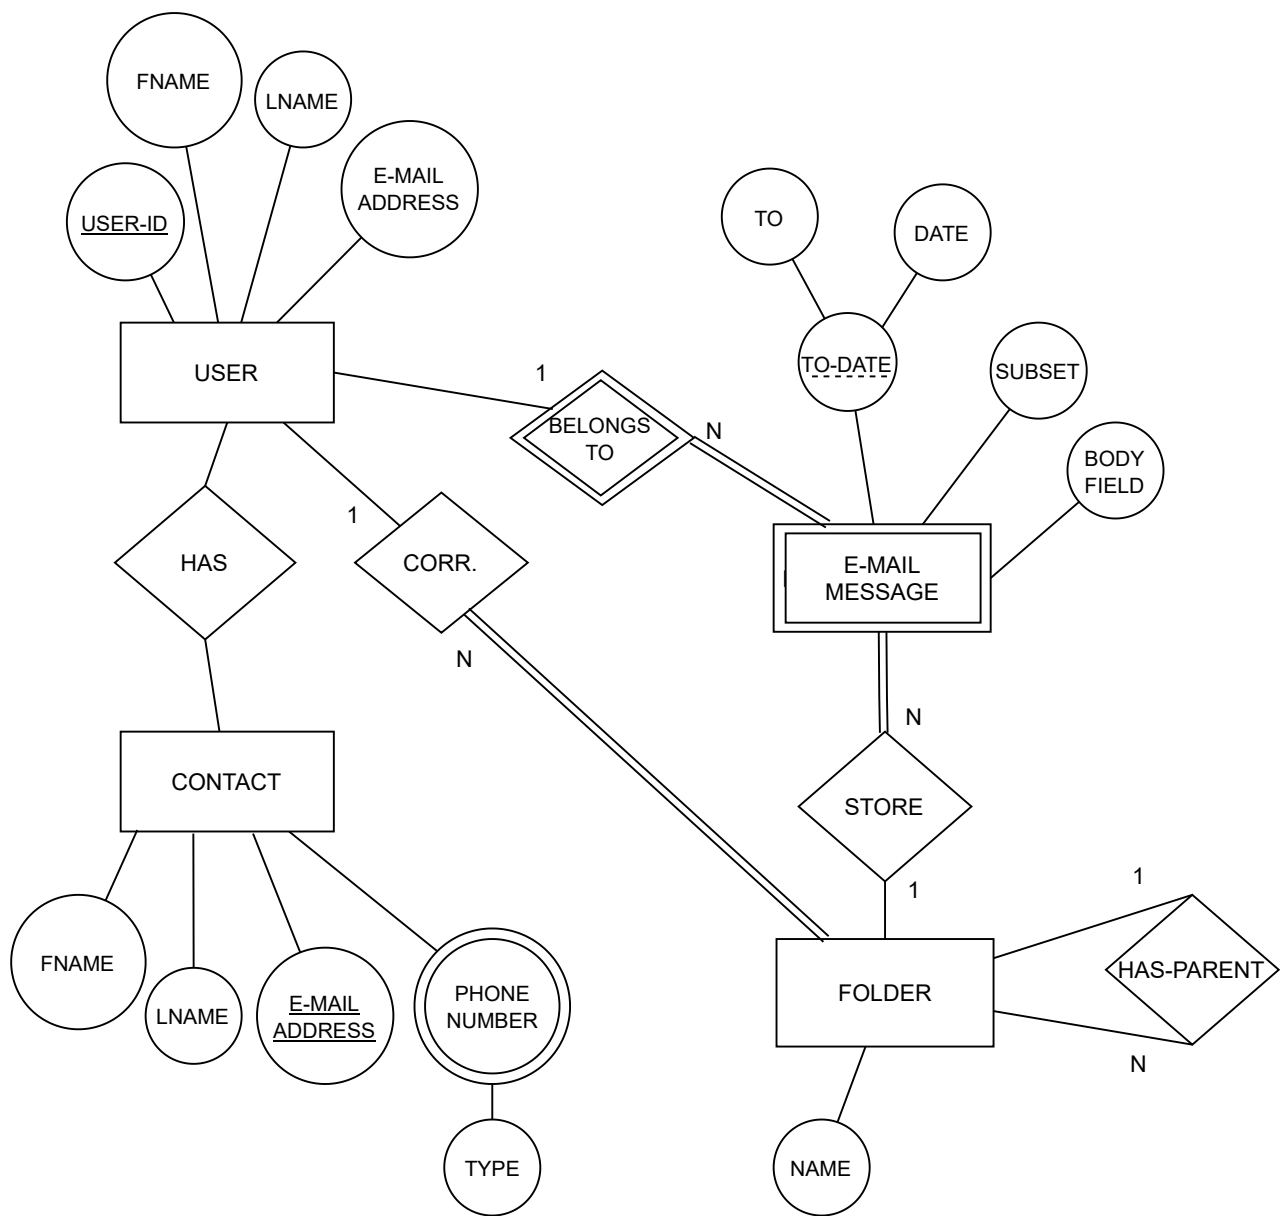 FNAME
LNAME
E-MAIL
ADDRESS
USER-ID
TO
DATE
TO-DATE
SUBSET
USER
1
BELONGS
TO
N
BODY
FIELD
1
HAS
CORR.
E-MAIL
MESSAGE
N
N
CONTACT
STORE
1
1
FNAME
LNAME
E-MAIL
ADDRESS
PHONE
NUMBER
FOLDER
HAS-PARENT
N
TYPE
NAME